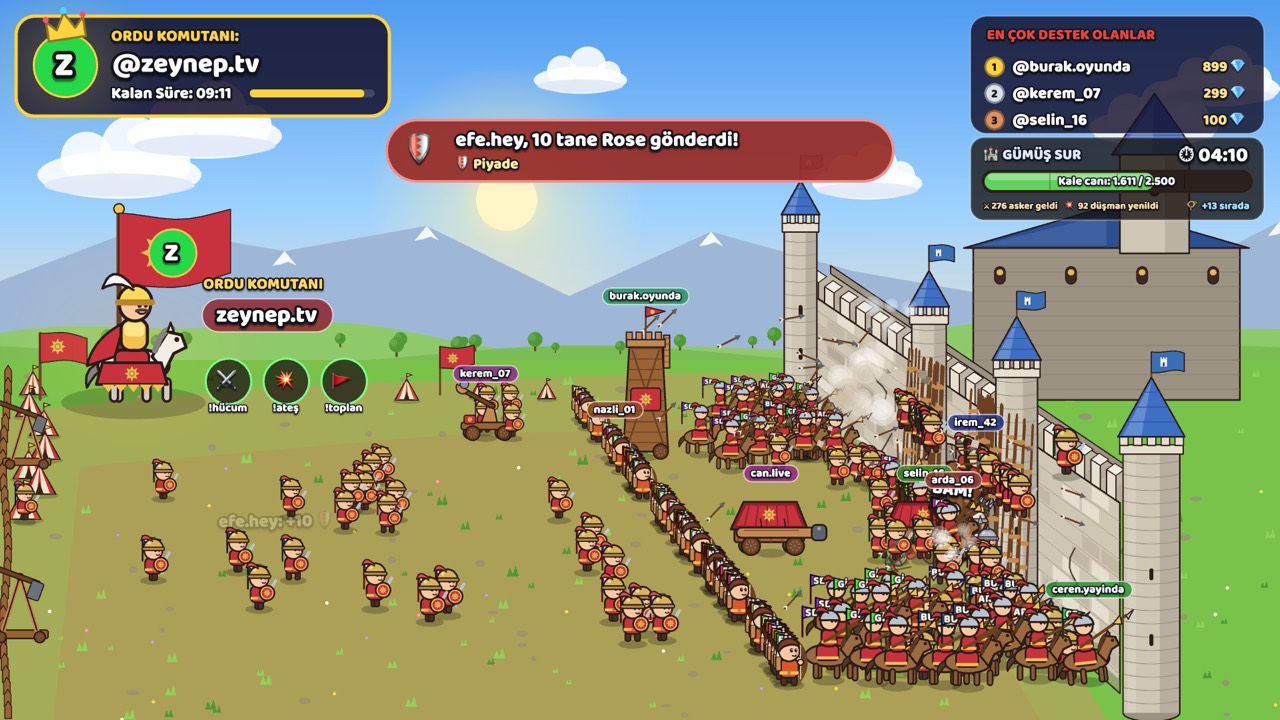 ORDU KOMUTANI:
Z
@zeynep.tv
Kalan Süre: 09:11
EN ÇOK DESTEK OLANLAR
1 @burak.oyunda 899
2 @kerem_07 299
3 @selin_16 100
efe.hey, 10 tane Rose gönderdi!
Piyade
GÜMÜŞ SUR 04:10
Kale canı: 1.611 / 2.500
276 asker geldi 92 düşman yenildi +13 sırada
Z
ORDU KOMUTANI
zeynep.tv
!hücum !ateş !toplan
burak.oyunda
kerem_07
nazli_01
irem_42
can.live
arda_06
efe.hey: +10
ceren.yayinda